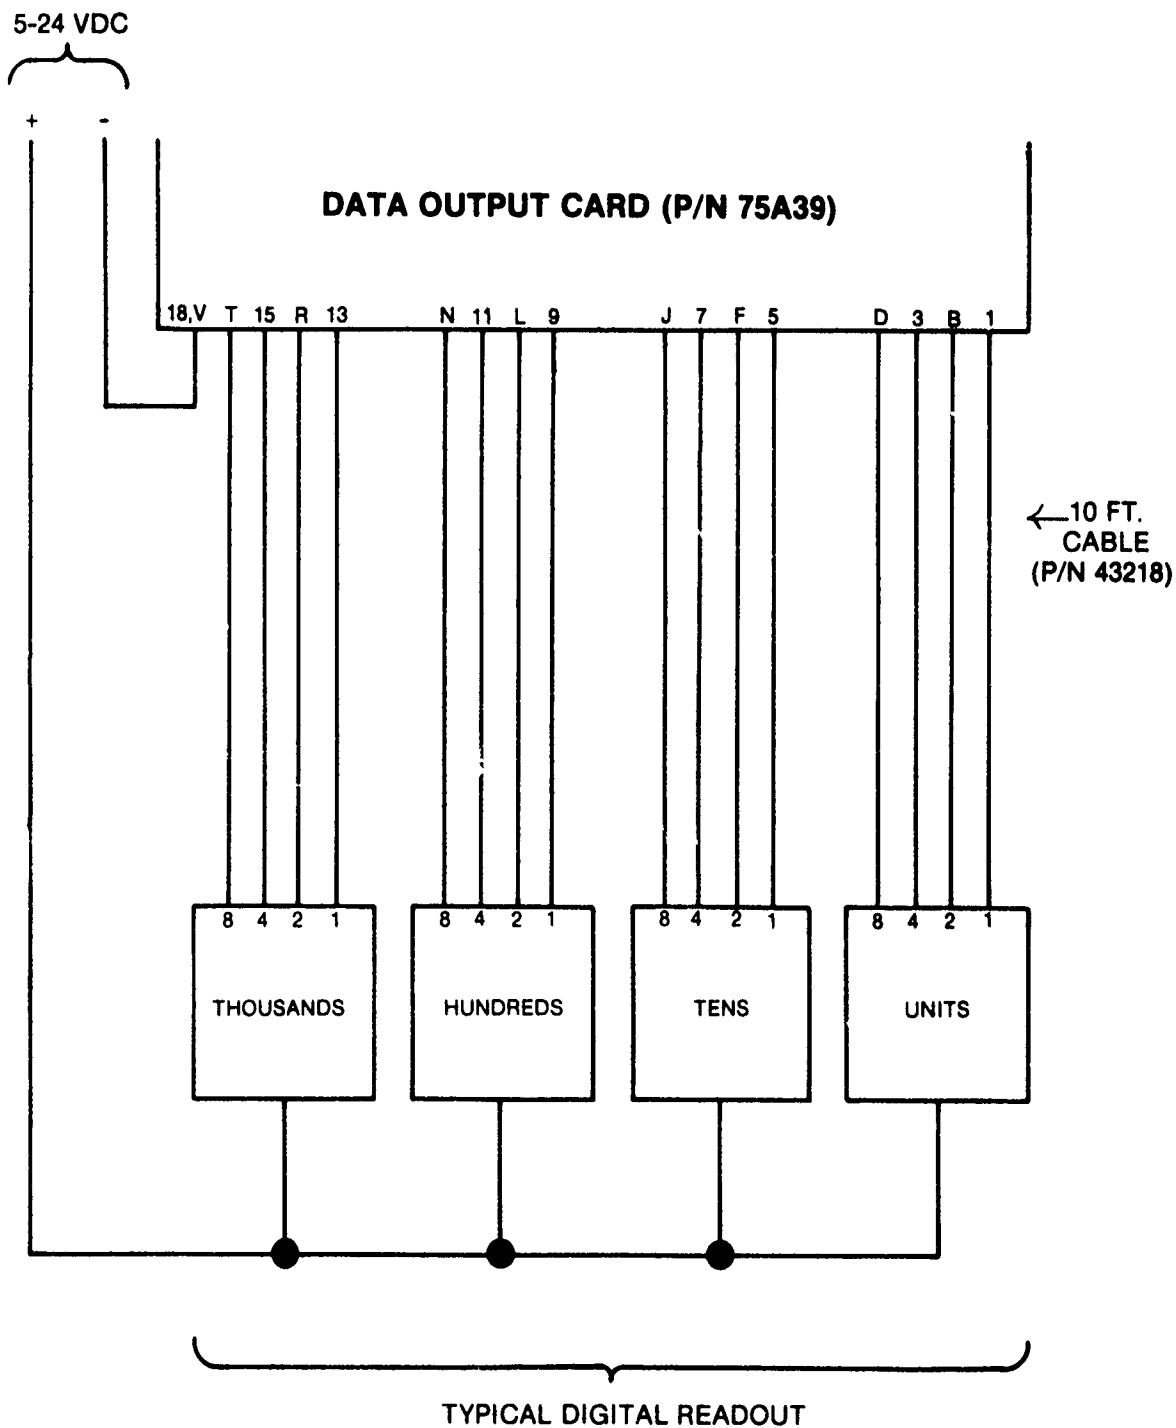 5-24 VDC
+ -
DATA OUTPUT CARD (P/N 75A39)
18,V T 15 R 13 N 11 L 9 J 7 F 5 D 3 B 1
10 FT.
CABLE
(P/N 43218)
8 4 2 1 8 4 2 1 8 4 2 1 8 4 2 1
THOUSANDS HUNDREDS TENS UNITS
TYPICAL DIGITAL READOUT